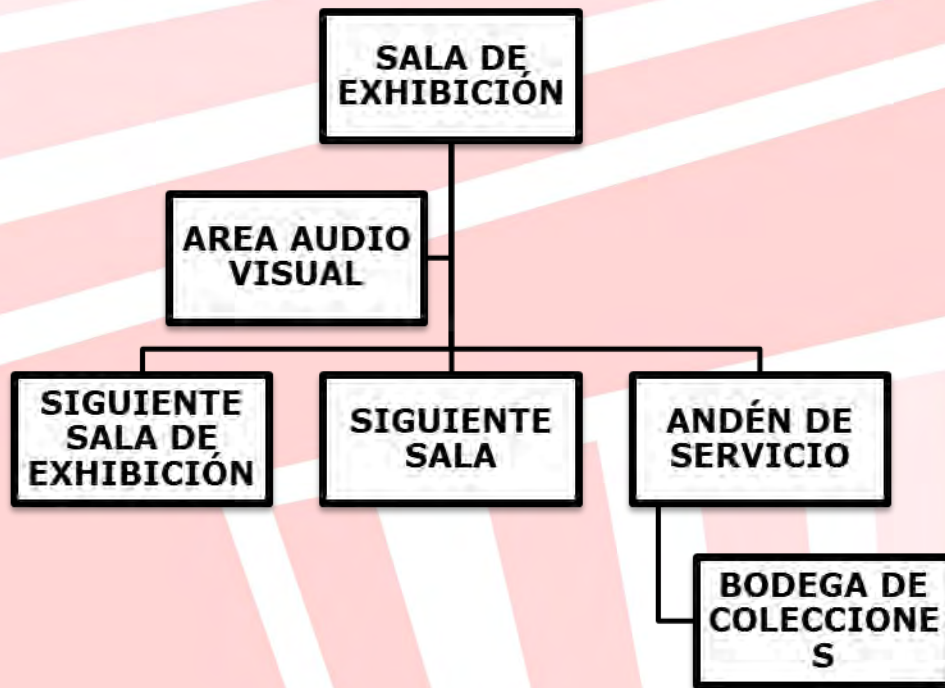 SALA DE
EXHIBICIÓN
AREA AUDIO
VISUAL
SIGUIENTE
SALA DE
EXHIBICIÓN
SIGUIENTE
SALA
ANDÉN DE
SERVICIO
BODEGA DE
COLECCIONE
S